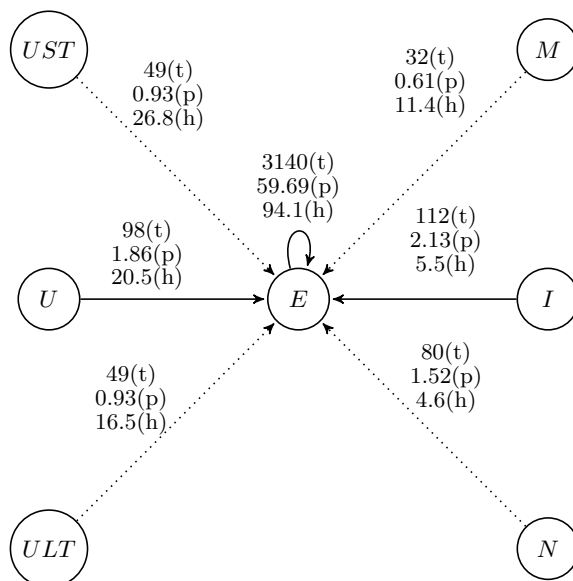 UST
M
49(t)
0.93(p)
26.8(h)
32(t)
0.61(p)
11.4(h)
3140(t)
59.69(p)
94.1(h)
98(t)
1.86(p)
20.5(h)
112(t)
2.13(p)
5.5(h)
U
E
I
49(t)
0.93(p)
16.5(h)
80(t)
1.52(p)
4.6(h)
ULT
N